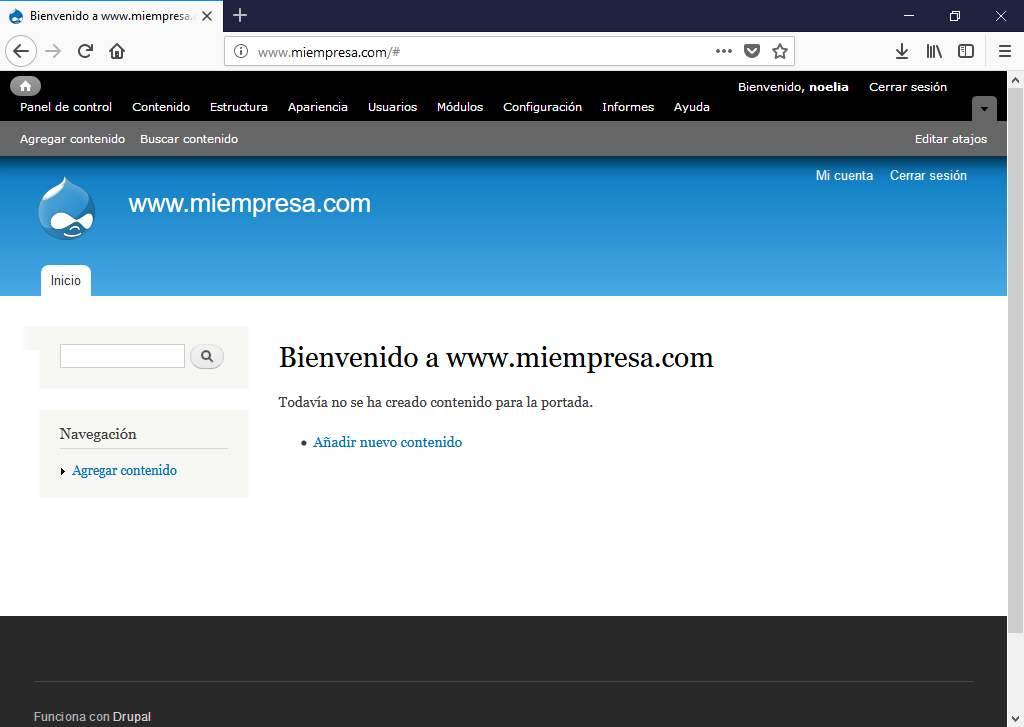 Bienvenido a www.miempresa.
www.miempresa.com/#
Bienvenido, noelia Cerrar sesión
Panel de control Contenido Estructura Apariencia Usuarios Módulos Configuración Informes Ayuda
Agregar contenido Buscar contenido Editar atajos
Mi cuenta Cerrar sesión
www.miempresa.com
Inicio
Bienvenido a www.miempresa.com
Todavía no se ha creado contenido para la portada.
Navegación
Añadir nuevo contenido
Agregar contenido
Funciona con Drupal